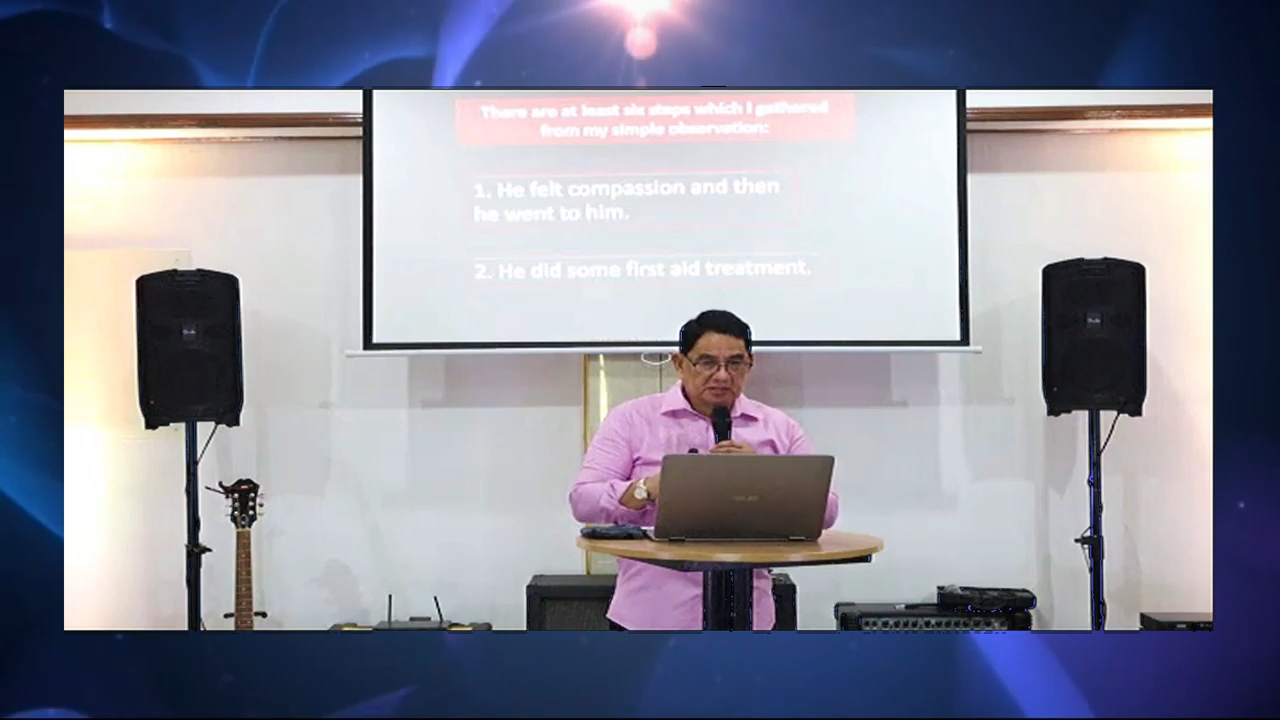 There are at least six steps which I gathered
from my simple observation:
1. He felt compassion and then
he went to him.
2. He did some first aid treatment.
ASUS